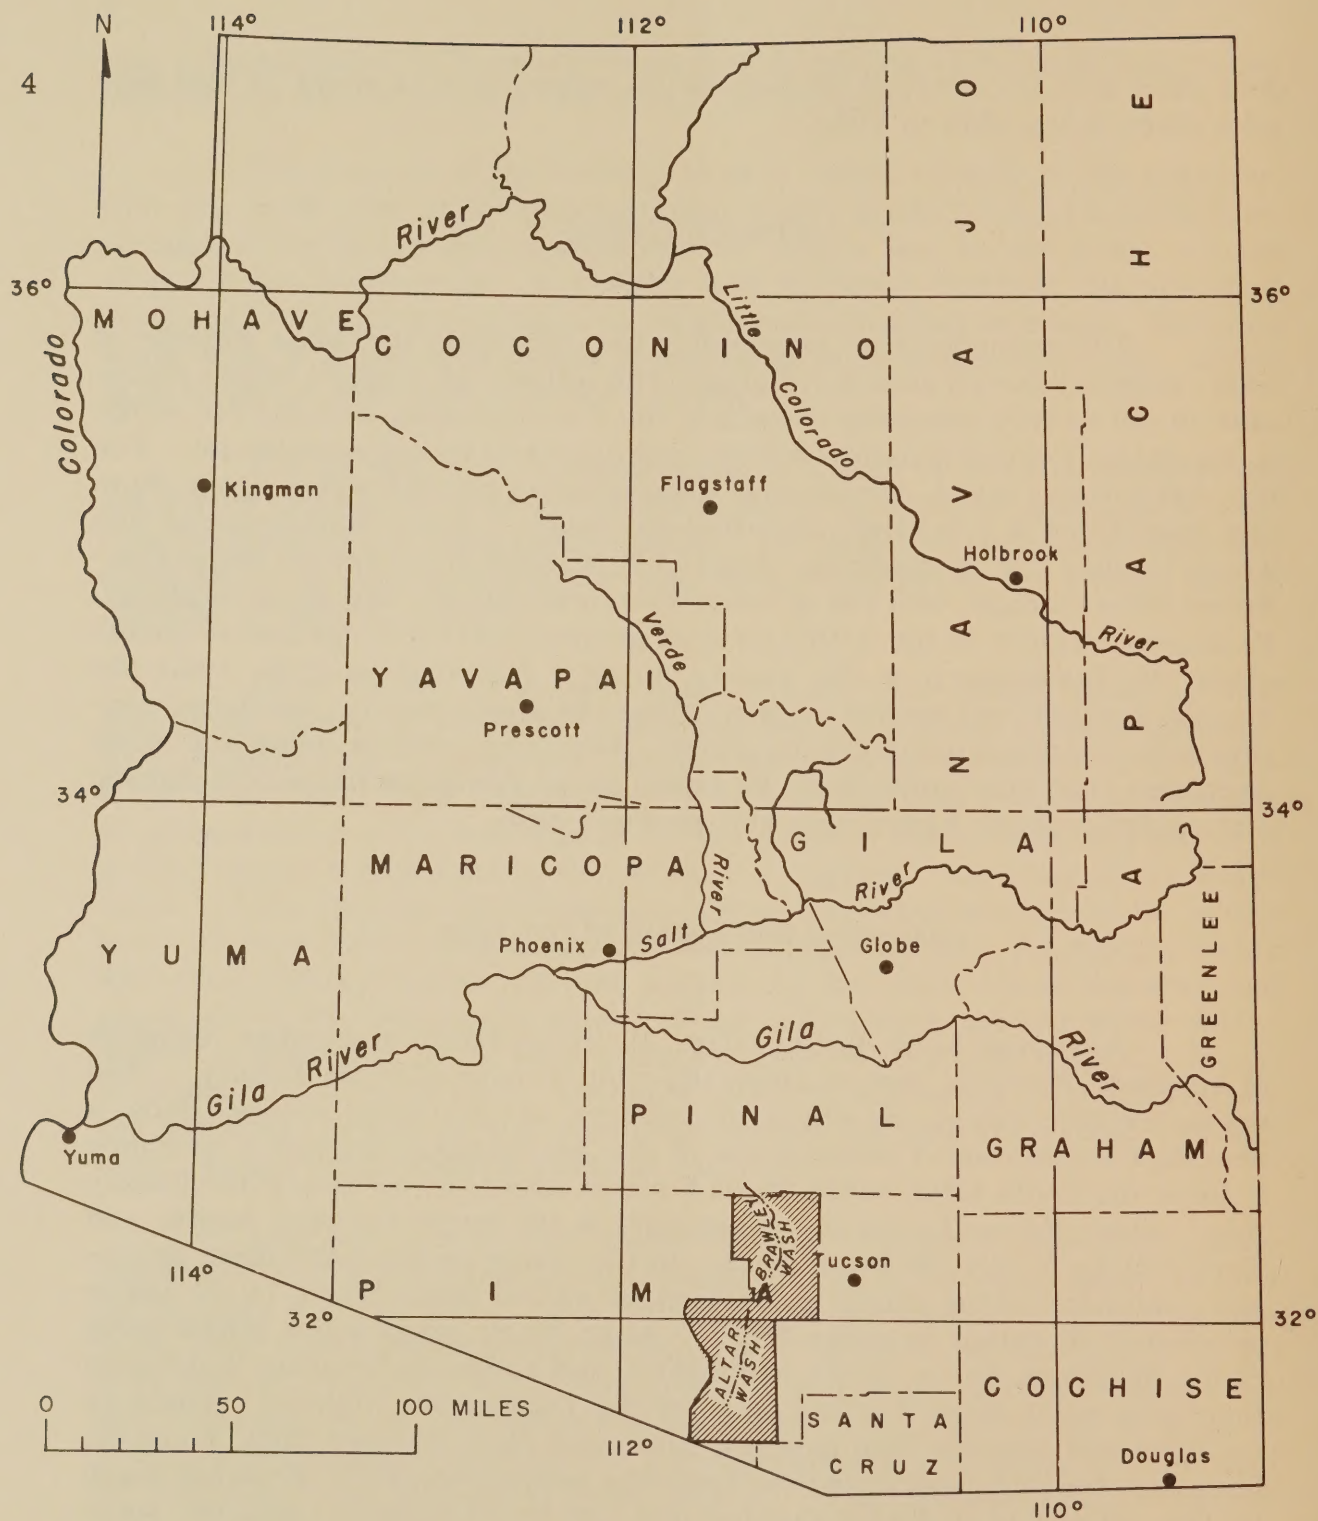 N
114°
112°
110°
4
River
36°
36°
MOHAVE
COCONINO
NAVAJO
APACHE
Colorado
Little
Colorado
River
Kingman
Flagstaff
Holbrook
Verde
River
YAVAPAI
Prescott
34°
34°
MARICOPA
GILA
River
Salt
GREENLEE
YUMA
Phoenix
Globe
Gila
River
Gila
River
PINAL
GRAHAM
Yuma
BRAWLEY
WASH
Tucson
114°
PIMA
32°
32°
ALTAR
WASH
COCHISE
0 50 100 MILES
SANTA
CRUZ
112°
Douglas
110°